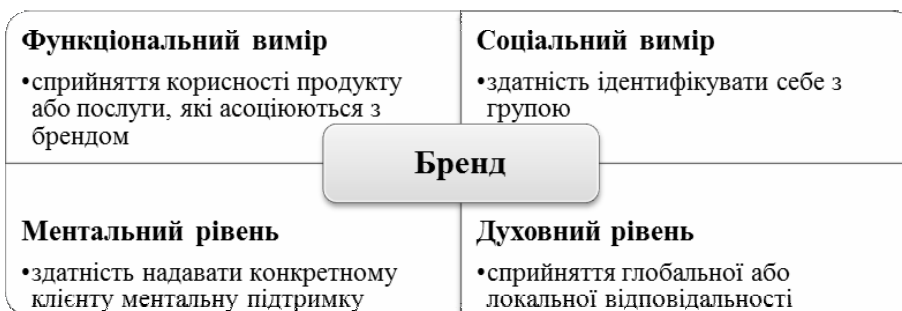 Функціональний вимір
•сприйняття корисності продукту
або послуги, які асоціюються з
брендом
Соціальний вимір
•здатність ідентифікувати себе з
групою
Бренд
Ментальний рівень
•здатність надавати конкретному
клієнту ментальну підтримку
Духовний рівень
•сприйняття глобальної або
локальної відповідальності